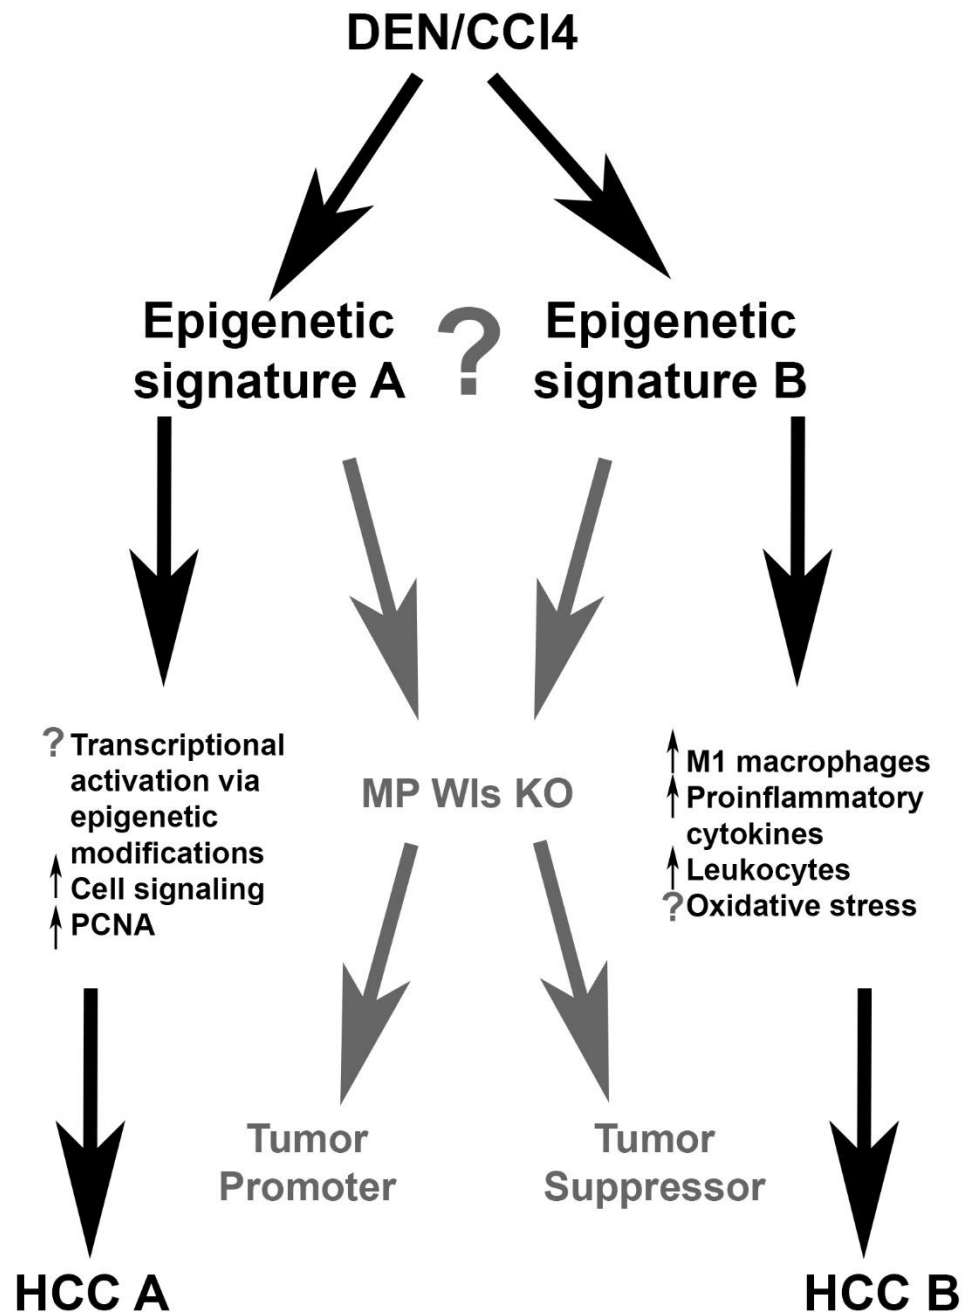 DEN/CCl4
Epigenetic
signature A
?
Epigenetic
signature B
? Transcriptional
activation via
epigenetic
modifications
Cell signaling
PCNA
MP Wls KO
M1 macrophages
Proinflammatory
cytokines
Leukocytes
? Oxidative stress
Tumor
Promoter
Tumor
Suppressor
HCC A
HCC B